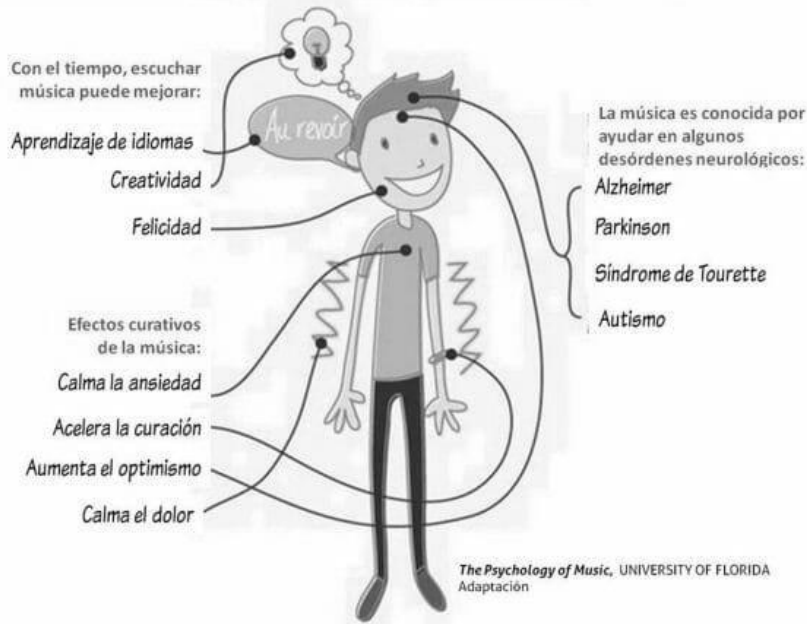 Con el tiempo, escuchar
música puede mejorar:
Aprendizaje de idiomas
Creatividad
Felicidad
Au revoir
La música es conocida por
ayudar en algunos
desórdenes neurológicos:
Alzheimer
Parkinson
Síndrome de Tourette
Autismo
Efectos curativos
de la música:
Calma la ansiedad
Acelera la curación
Aumenta el optimismo
Calma el dolor
The Psychology of Music, UNIVERSITY OF FLORIDA
Adaptación